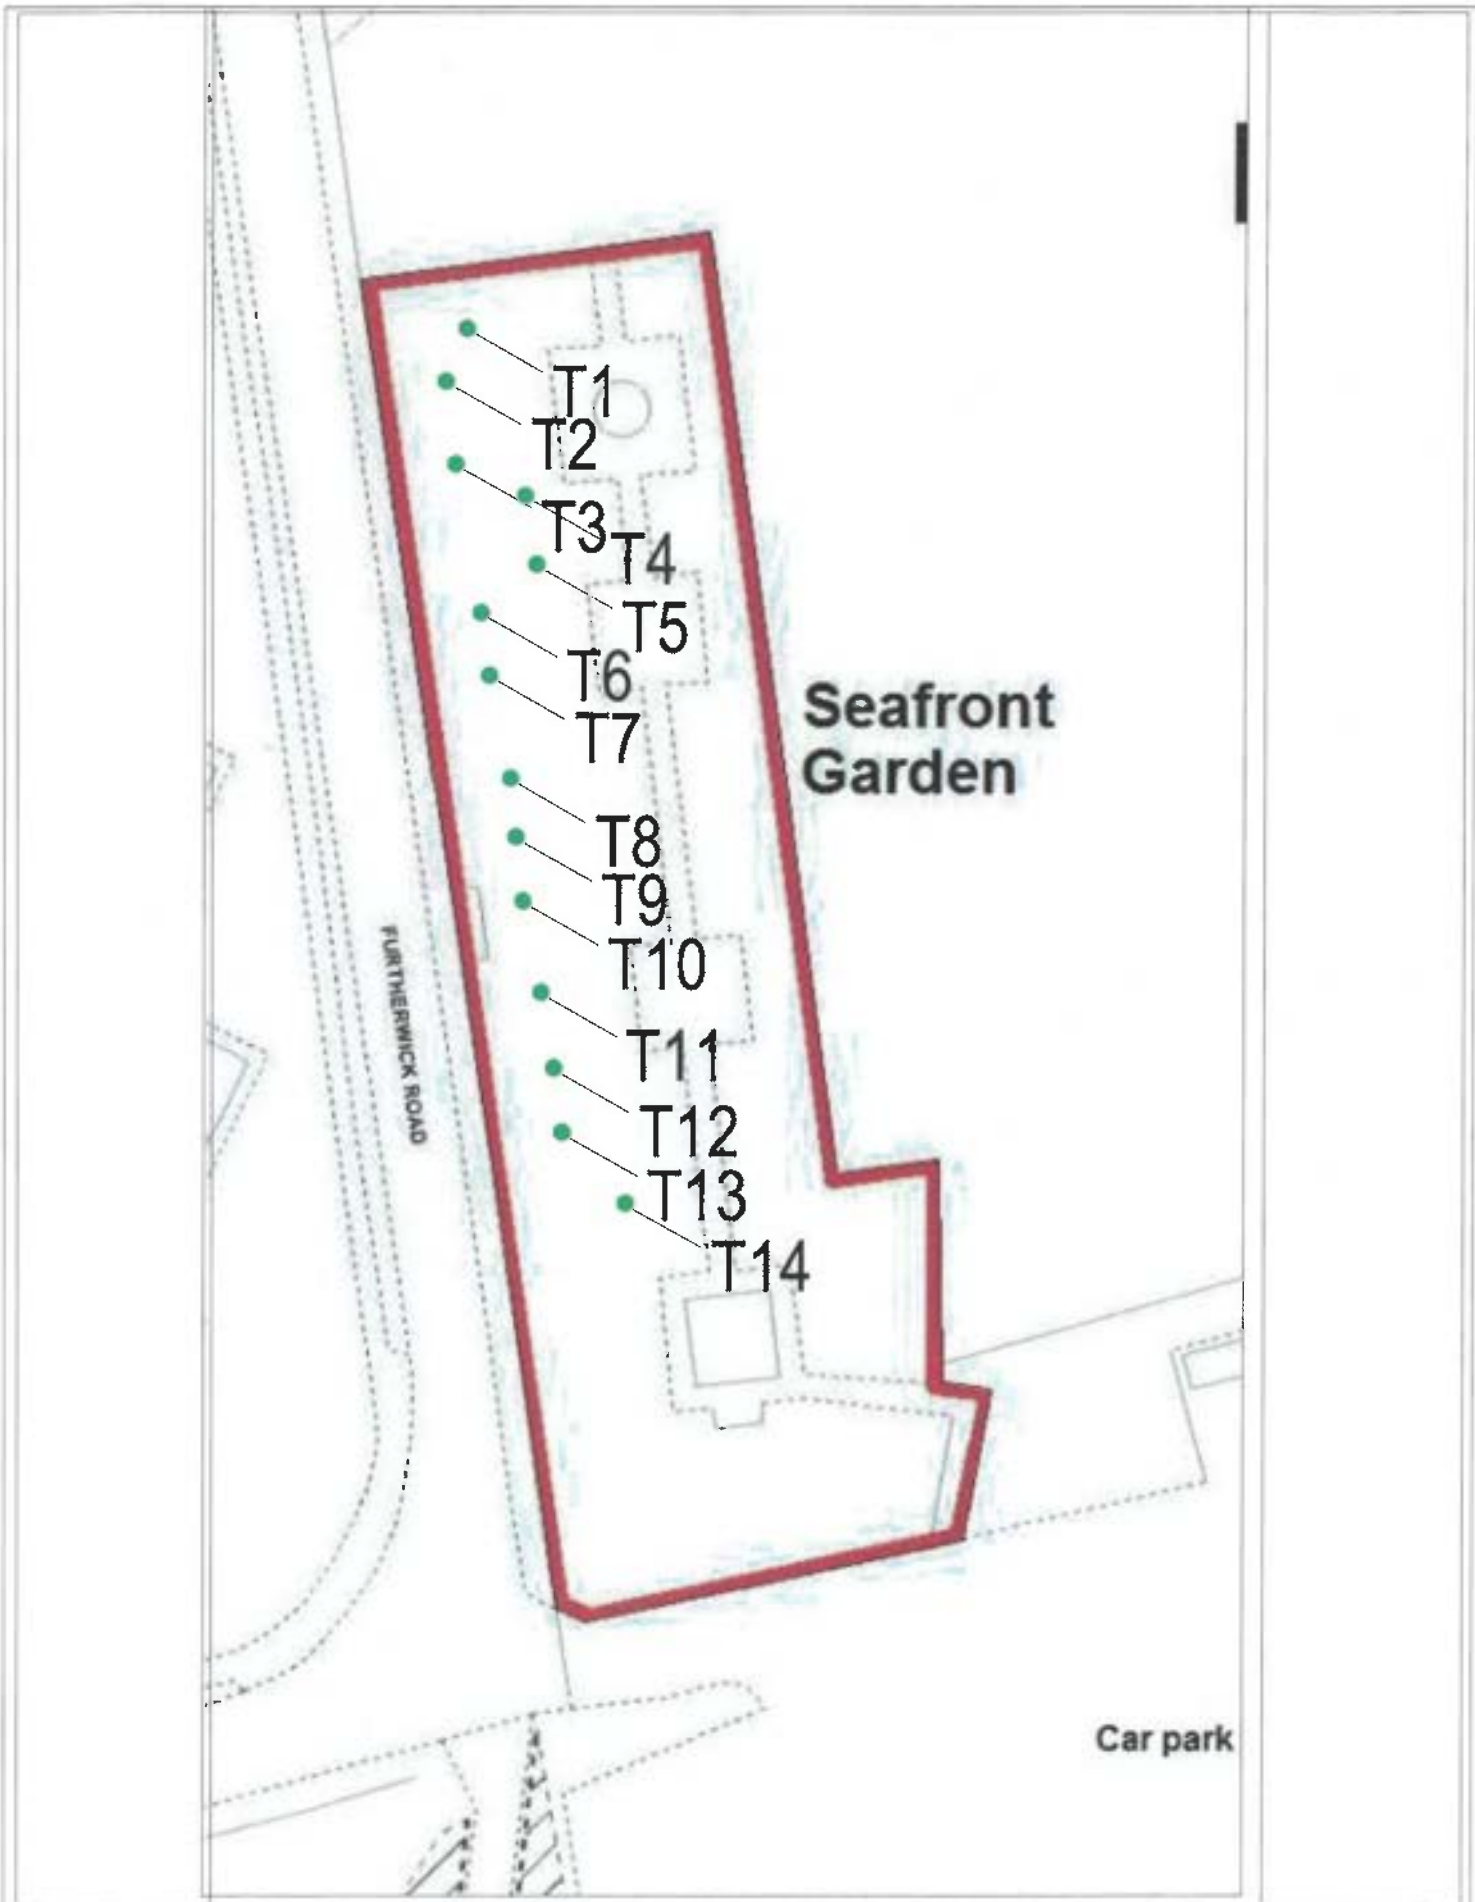 T1
T2
T3
T4
T5
T6
T7
Seafront
Garden
T8
T9
T10
FURTHERWICK ROAD
T11
T12
T13
T14
Car park